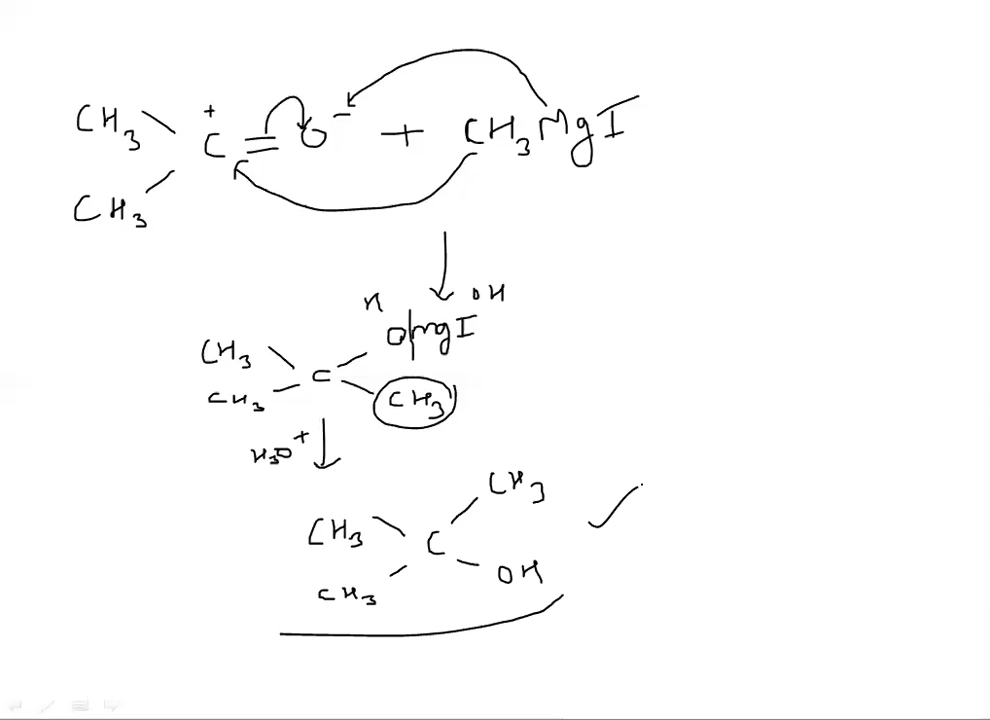 CH3 + C = O - + CH3MgI
CH3
H OH
CH3 OMgI
C
CH3 CH3
H3O+
CH3
CH3 C
CH3 OH